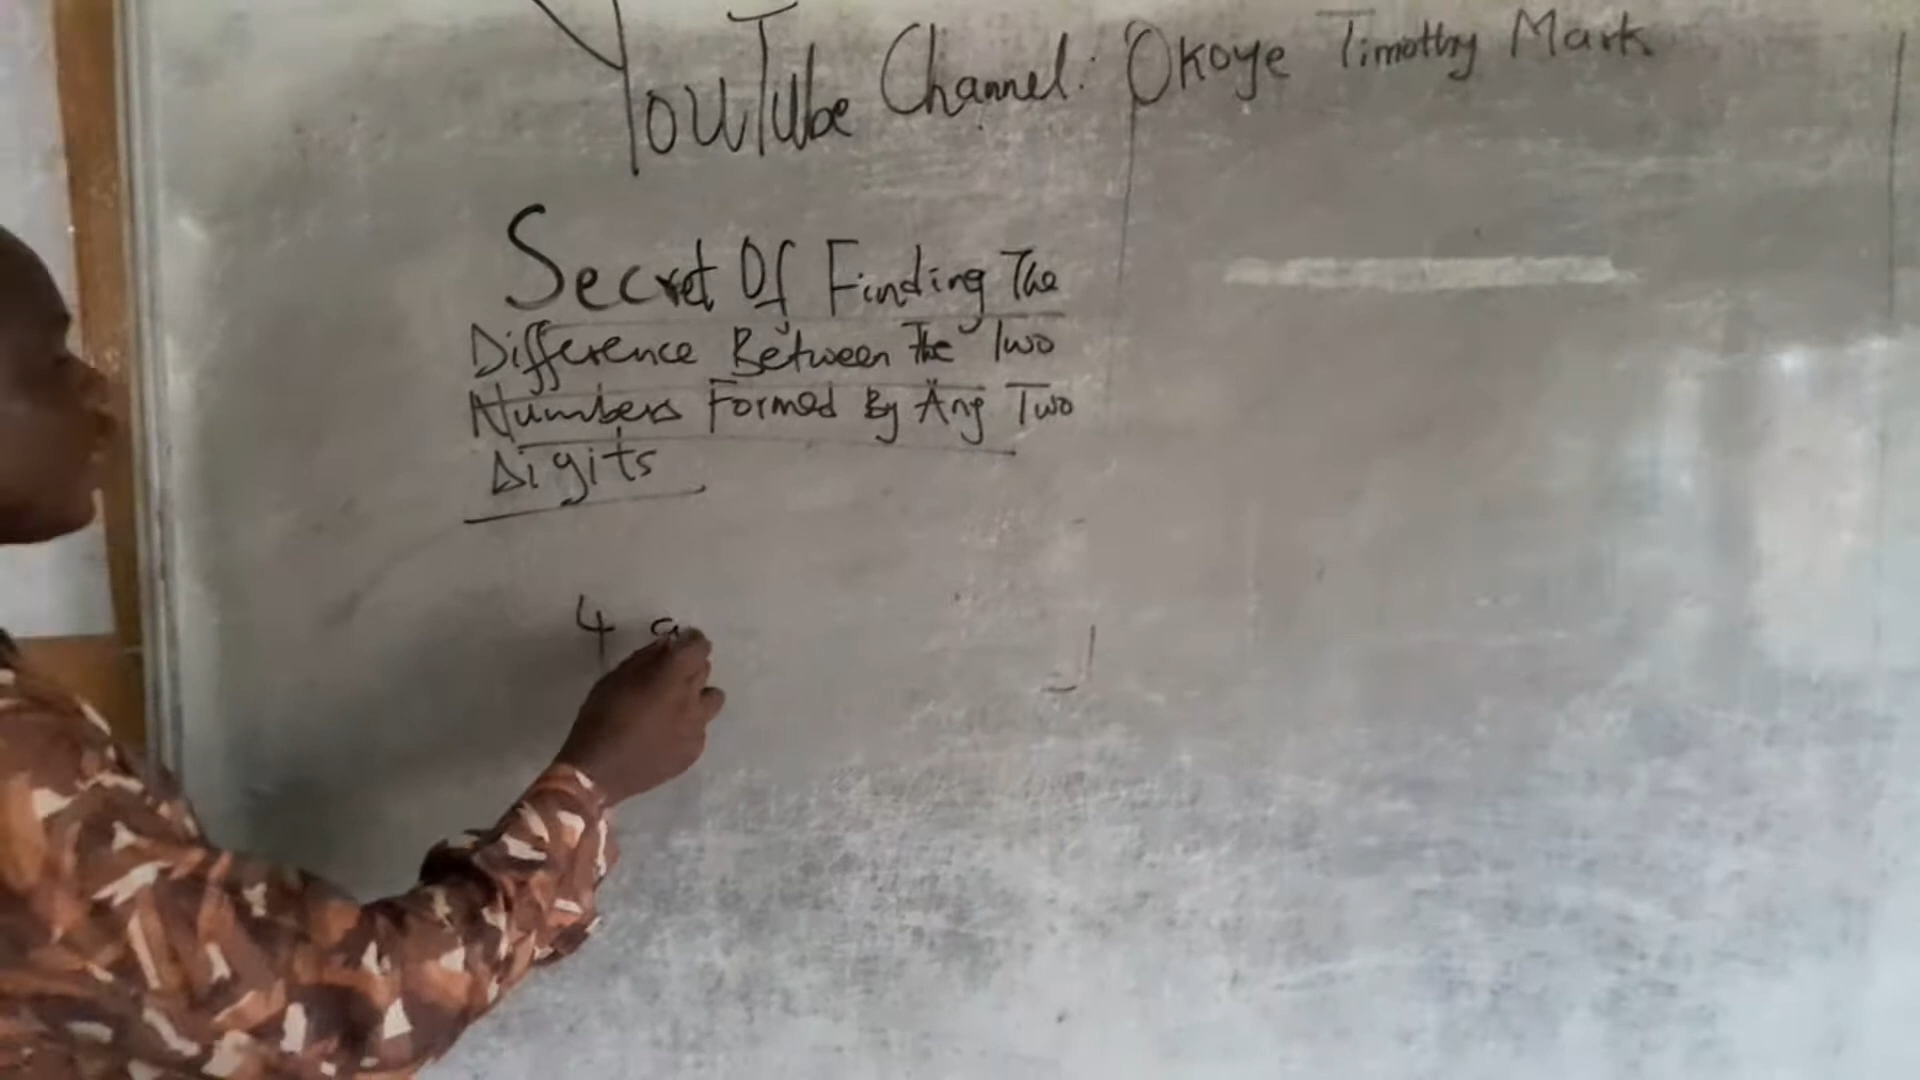 YouTube Channel: Okoye Timothy Mark
Secret Of Finding The
Difference Between The Two
Numbers Formed By Any Two
Digits
4 a